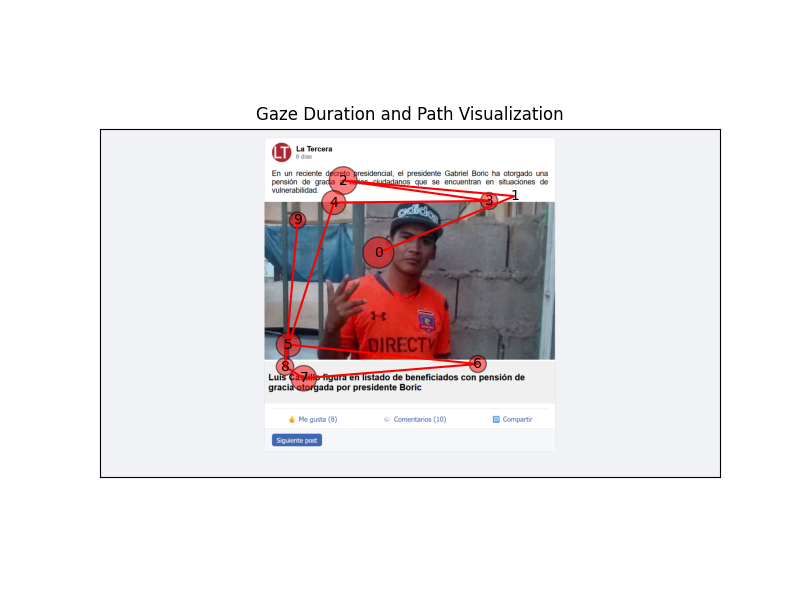 Gaze Duration and Path Visualization
LT
La Tercera
6 días
En un reciente decreto presidencial, el presidente Gabriel Boric ha otorgado una
pensión de gracia ciudadanos que se encuentran en situaciones de
vulnerabilidad.
2
1
3
4
adidas
9
0
DIRECTV
5
6
8
7
Luis Castillo figura en listado de beneficiados con pensión de
gracia otorgada por presidente Boric
Me gusta (8) Comentarios (10) Compartir
Siguiente post